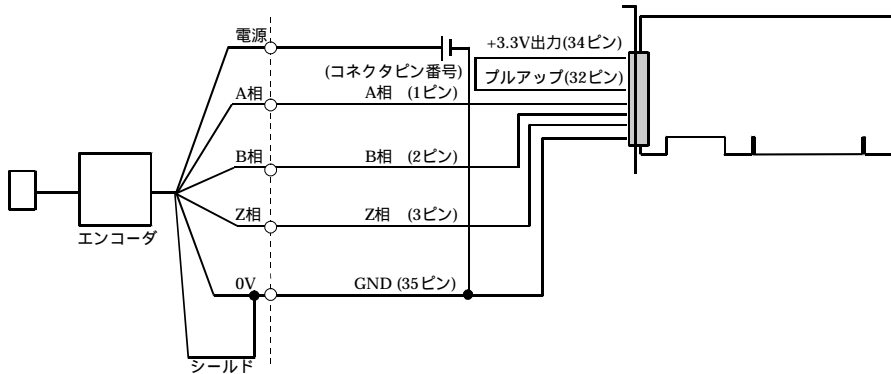 電源
+3.3V出力(34ピン)
(コネクタピン番号)
プルアップ(32ピン)
A相
A相 (1ピン)
B相
B相 (2ピン)
Z相
Z相 (3ピン)
エンコーダ
0V
GND (35ピン)
シールド